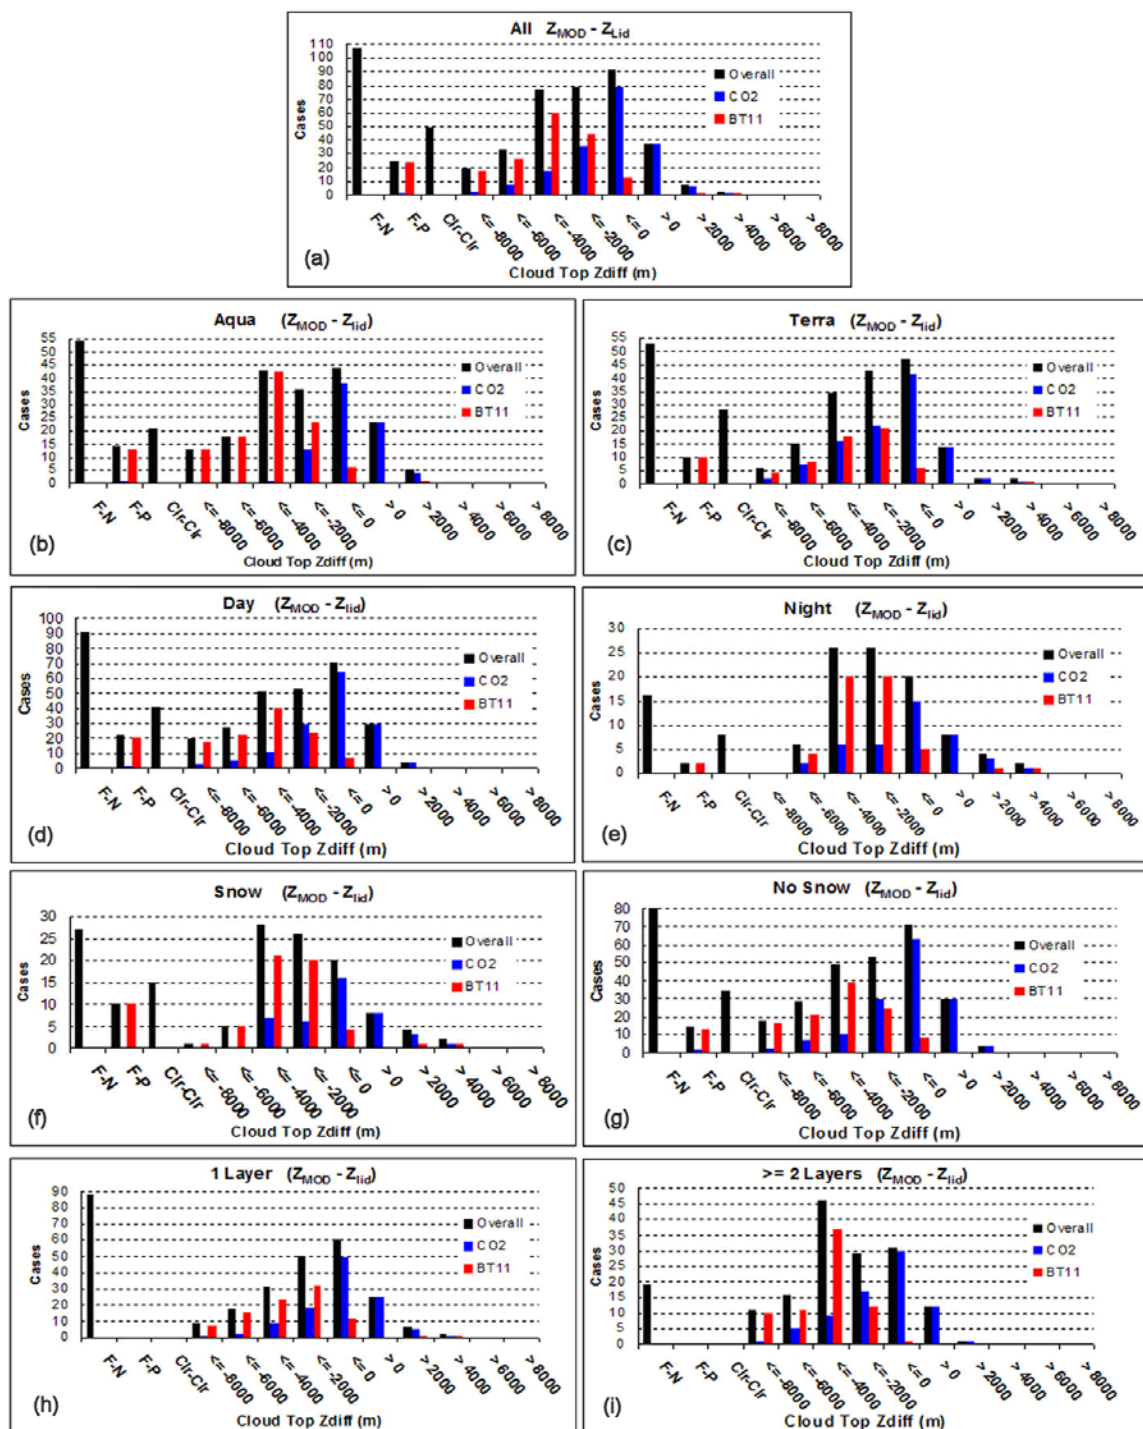 All Z_MOD - Z_Lid
110
100
90
80
70
60
50
40
30
20
10
0
Cases
Overall
CO2
BT11
F-N
F-P
Clr-Clr
<= -8000
<= -6000
<= -4000
<= -2000
<= 0
> 0
> 2000
> 4000
> 6000
> 8000
Cloud Top Zdiff (m)
(a)
Aqua (Z_MOD - Z_lid)
55
50
45
40
35
30
25
20
15
10
5
0
Cases
Overall
CO2
BT11
F-N
F-P
Clr-Clr
<= -8000
<= -6000
<= -4000
<= -2000
<= 0
> 0
> 2000
> 4000
> 6000
> 8000
Cloud Top Zdiff (m)
(b)
Terra (Z_MOD - Z_lid)
55
50
45
40
35
30
25
20
15
10
5
0
Cases
Overall
CO2
BT11
F-N
F-P
Clr-Clr
<= -8000
<= -6000
<= -4000
<= -2000
<= 0
> 0
> 2000
> 4000
> 6000
> 8000
Cloud Top Zdiff (m)
(c)
Day (Z_MOD - Z_lid)
100
90
80
70
60
50
40
30
20
10
0
Cases
Overall
CO2
BT11
F-N
F-P
Clr-Clr
<= -8000
<= -6000
<= -4000
<= -2000
<= 0
> 0
> 2000
> 4000
> 6000
> 8000
Cloud Top Zdiff (m)
(d)
Night (Z_MOD - Z_lid)
30
25
20
15
10
5
0
Cases
Overall
CO2
BT11
F-N
F-P
Clr-Clr
<= -8000
<= -6000
<= -4000
<= -2000
<= 0
> 0
> 2000
> 4000
> 6000
> 8000
Cloud Top Zdiff (m)
(e)
Snow (Z_MOD - Z_lid)
30
25
20
15
10
5
0
Cases
Overall
CO2
BT11
F-N
F-P
Clr-Clr
<= -8000
<= -6000
<= -4000
<= -2000
<= 0
> 0
> 2000
> 4000
> 6000
> 8000
Cloud Top Zdiff (m)
(f)
No Snow (Z_MOD - Z_lid)
80
70
60
50
40
30
20
10
0
Cases
Overall
CO2
BT11
F-N
F-P
Clr-Clr
<= -8000
<= -6000
<= -4000
<= -2000
<= 0
> 0
> 2000
> 4000
> 6000
> 8000
Cloud Top Zdiff (m)
(g)
1 Layer (Z_MOD - Z_lid)
90
80
70
60
50
40
30
20
10
0
Cases
Overall
CO2
BT11
F-N
F-P
Clr-Clr
<= -8000
<= -6000
<= -4000
<= -2000
<= 0
> 0
> 2000
> 4000
> 6000
> 8000
Cloud Top Zdiff (m)
(h)
>= 2 Layers (Z_MOD - Z_lid)
50
45
40
35
30
25
20
15
10
5
0
Cases
Overall
CO2
BT11
F-N
F-P
Clr-Clr
<= -8000
<= -6000
<= -4000
<= -2000
<= 0
> 0
> 2000
> 4000
> 6000
> 8000
Cloud Top Zdiff (m)
(i)